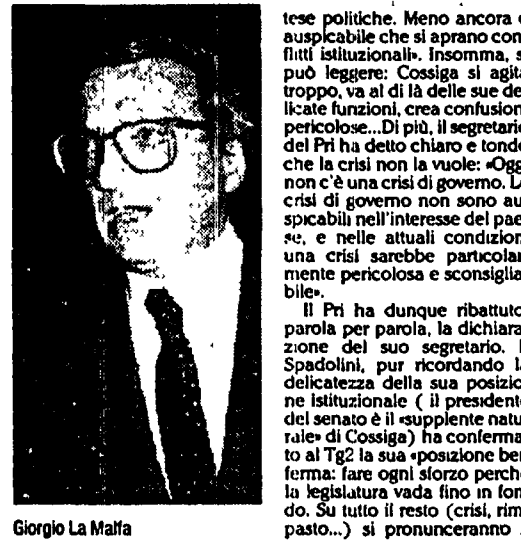 tese politiche. Meno ancora è
auspicabile che si aprano con
flitti istituzionali». Insomma, s
può leggere: Cossiga si agita
troppo, va al di là delle sue de
licate funzioni, crea confusion
pericolose...Di più, il segretario
del Pri ha detto chiaro e tondo
che la crisi non la vuole: «Ogg
non c'è una crisi di governo. Le
crisi di governo non sono au
spicabili nell'interesse del pae
se, e nelle attuali condizion
una crisi sarebbe particolar
mente pericolosa e sconsiglia
bile».
Il Pri ha dunque ribattuto,
parola per parola, la dichiara
zione del suo segretario.
Spadolini, pur ricordando la
delicatezza della sua posizio
ne istituzionale ( il presidente
del senato è il «supplente natu
rale» di Cossiga) ha conferma
to al Tg2 la sua «posizione ben
ferma: fare ogni sforzo perché
la legislatura vada fino in fon
do. Su tutto il resto (crisi, rim
pasto...) si pronunceranno
Giorgio La Malfa